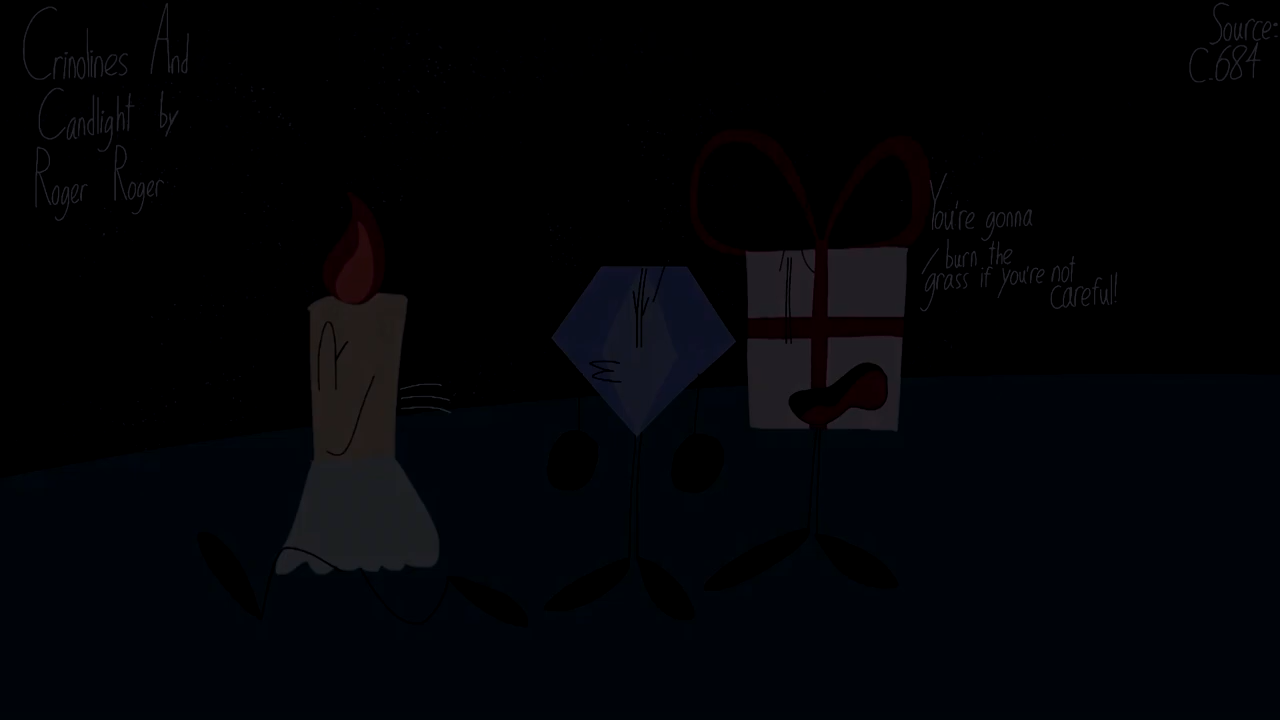 Crinolines And
Candlight by
Roger Roger
Source:
C.684
You're gonna
burn the
grass if you're not
careful!